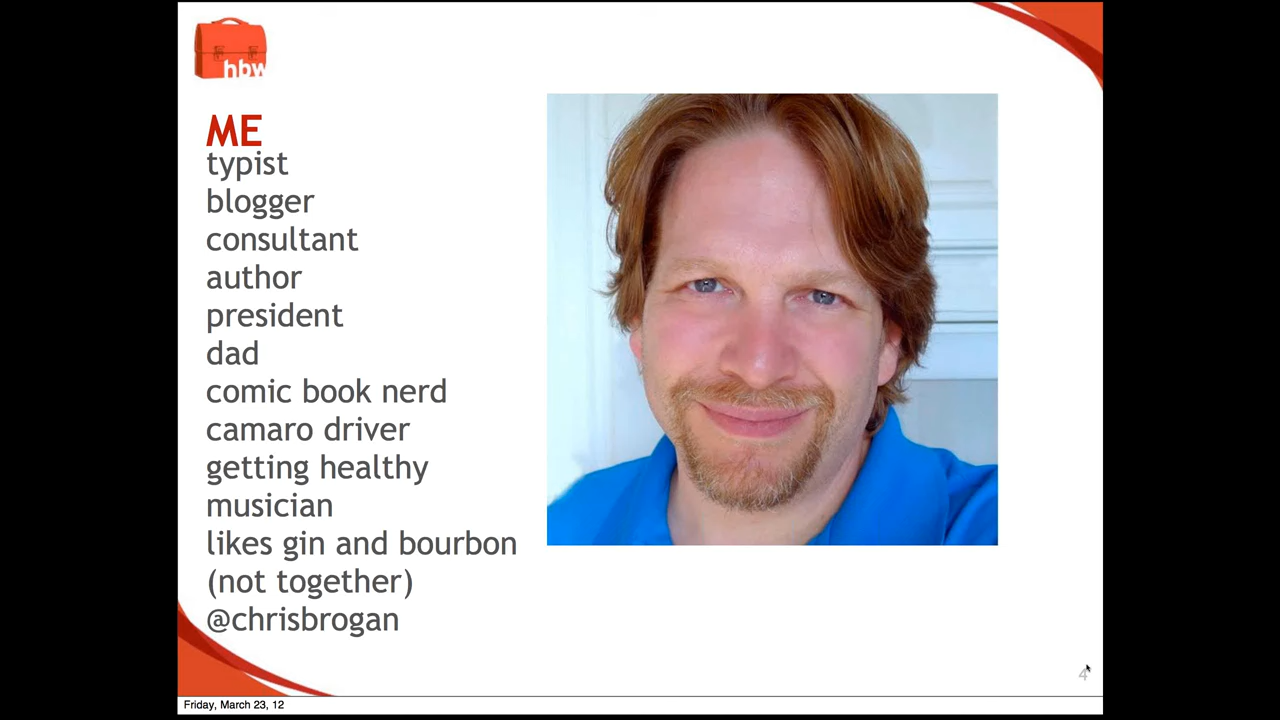 hbw
ME
typist
blogger
consultant
author
president
dad
comic book nerd
camaro driver
getting healthy
musician
likes gin and bourbon
(not together)
@chrisbrogan
4
Friday, March 23, 12